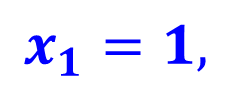 x₁ = 1,